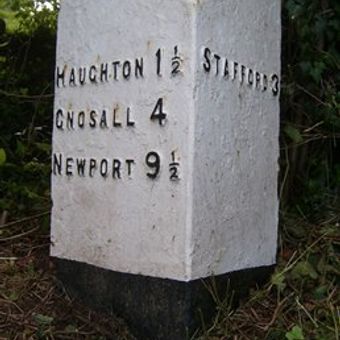 HAUGHTON 1½
GNOSALL 4
NEWPORT 9½
STAFFORD 3